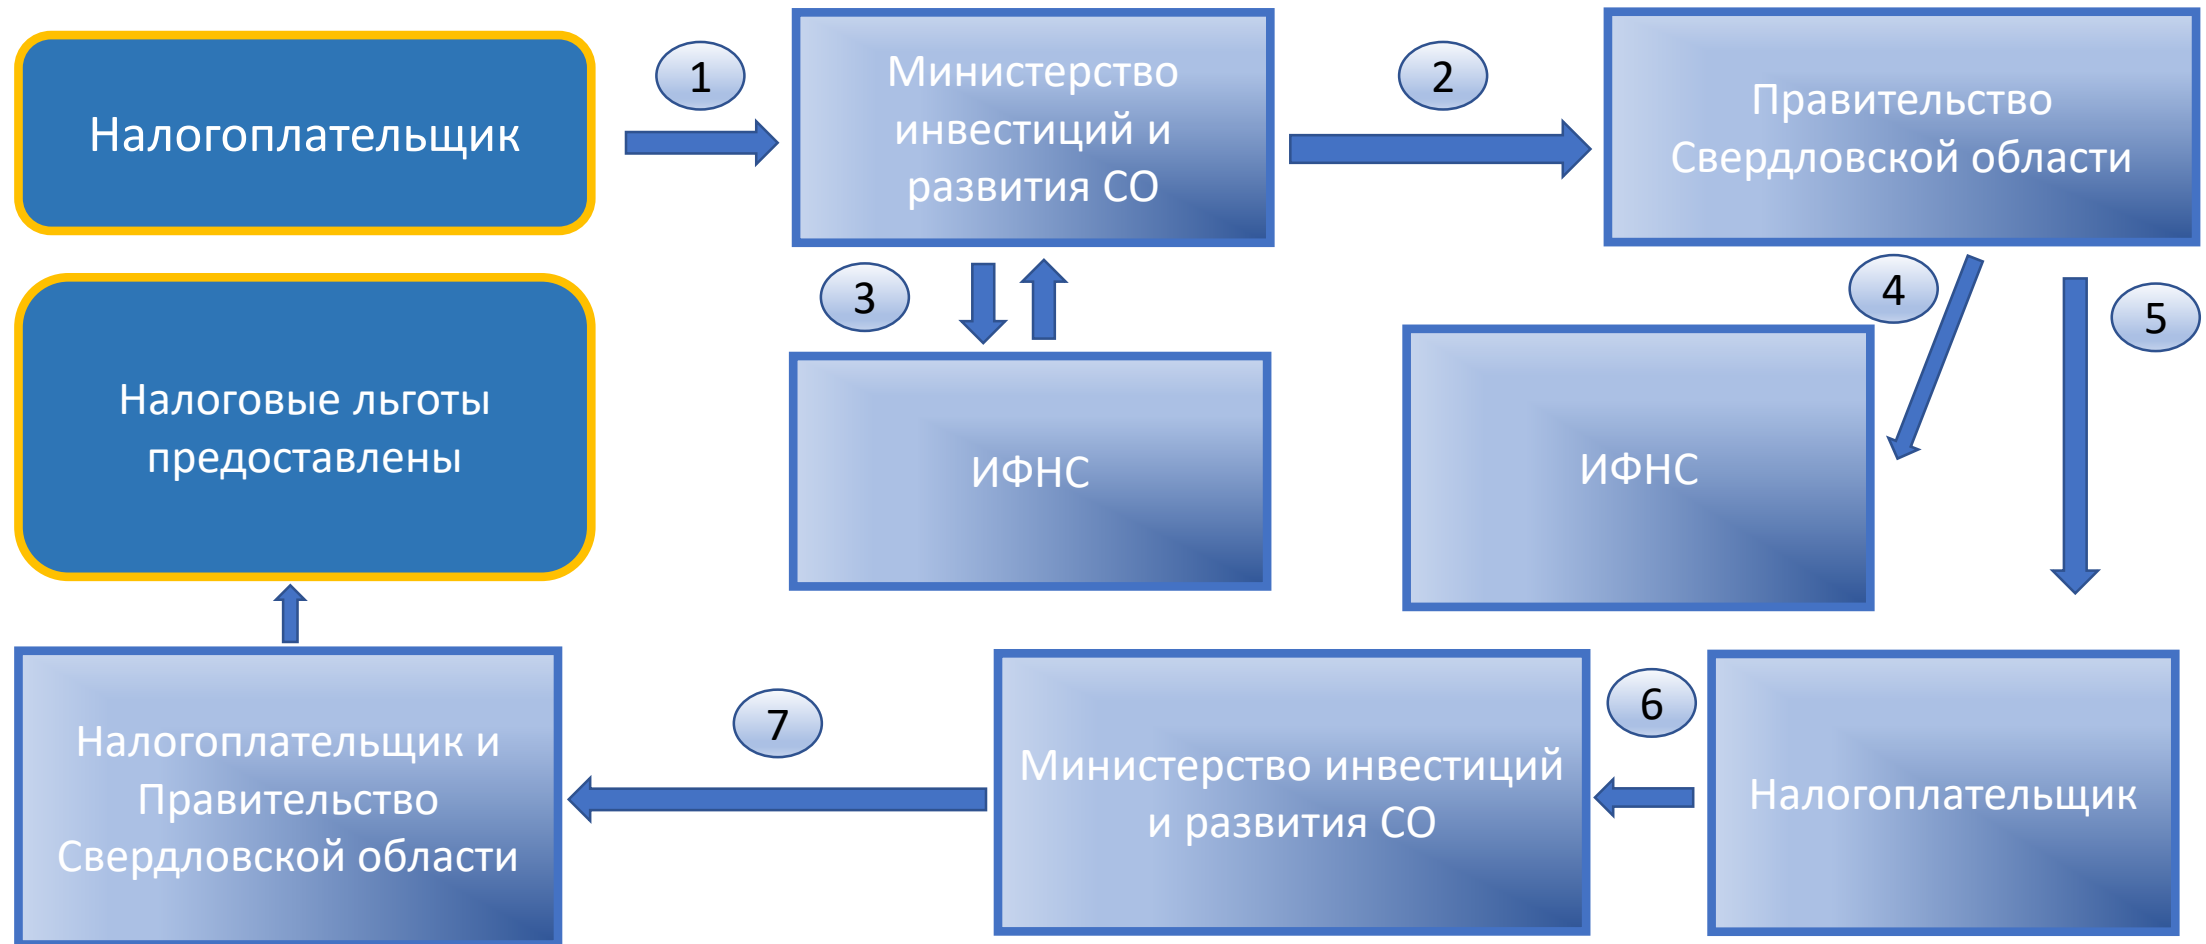 Налогоплательщик
1
Министерство
инвестиций и
развития СО
2
Правительство
Свердловской области
3
4
5
Налоговые льготы
предоставлены
ИФНС
ИФНС
6
7
Налогоплательщик и
Правительство
Свердловской области
Министерство инвестиций
и развития СО
Налогоплательщик